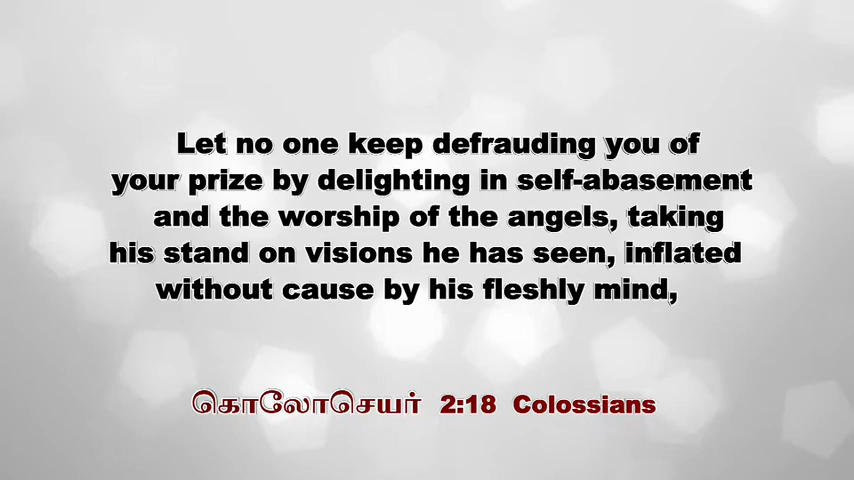 Let no one keep defrauding you of
your prize by delighting in self-abasement
and the worship of the angels, taking
his stand on visions he has seen, inflated
without cause by his fleshly mind,
கொலோசெயர் 2:18 Colossians